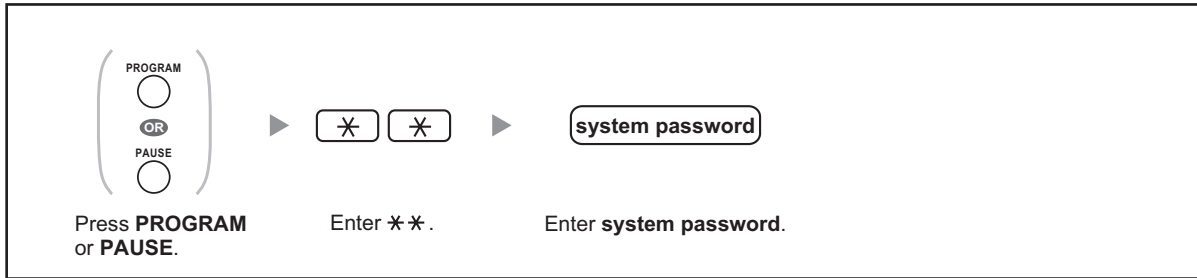 PROGRAM
OR
PAUSE
✳ ✳
system password
Press PROGRAM
or PAUSE.
Enter ✳✳.
Enter system password.